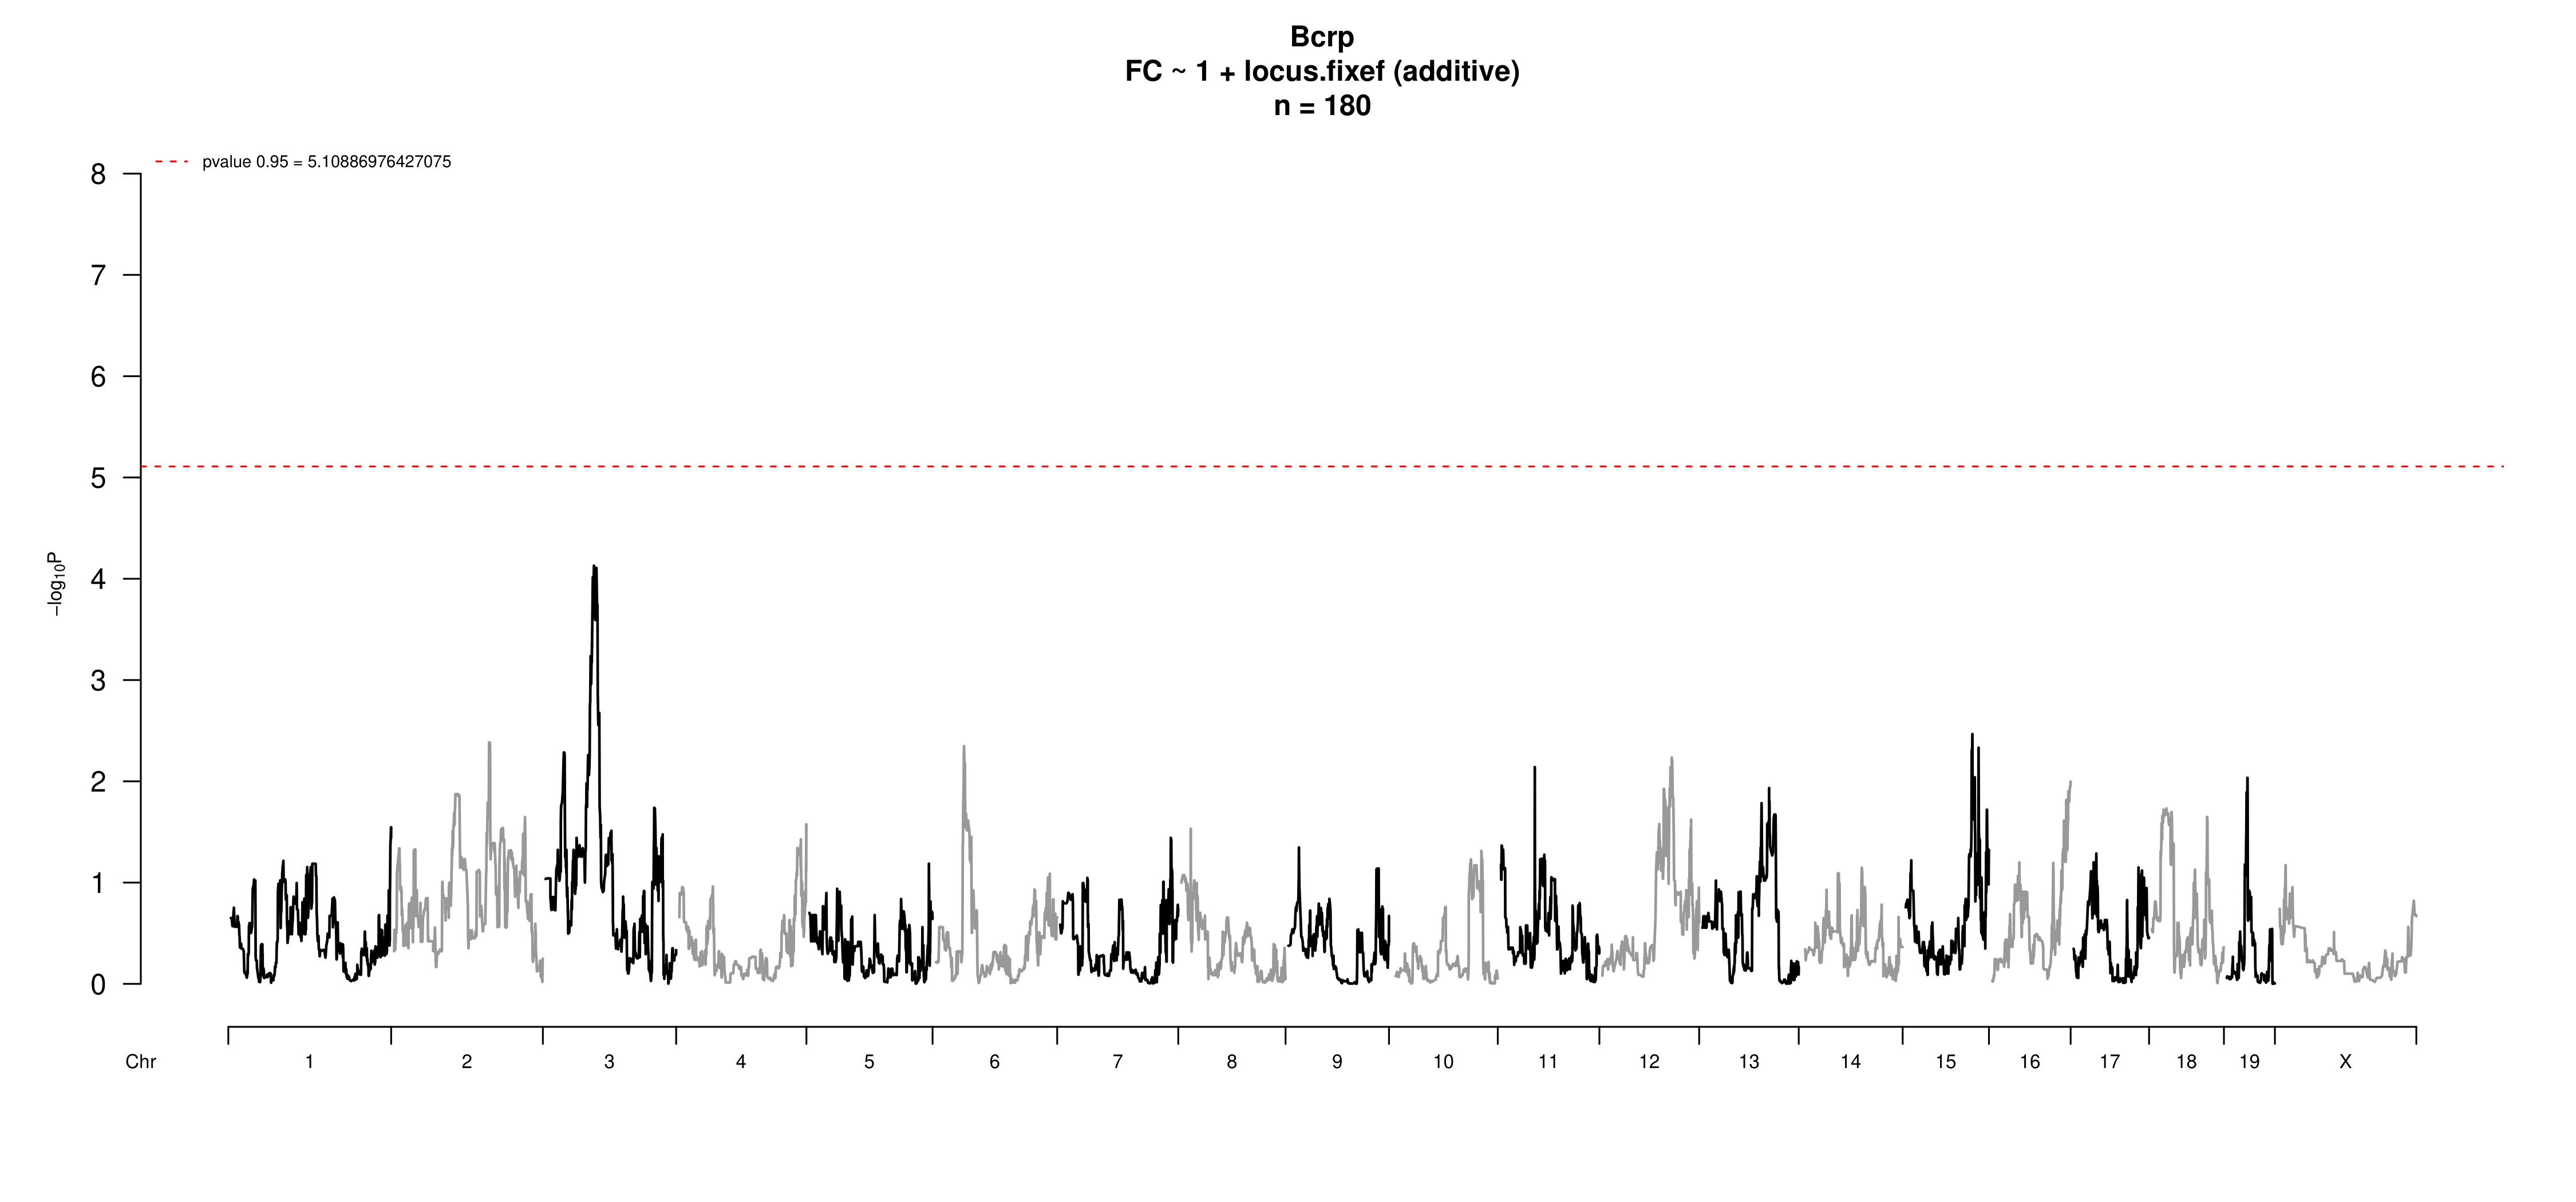 Bcrp
FC ~ 1 + locus.fixef (additive)
n = 180
pvalue 0.95 = 5.10886976427075
8
7
6
5
4
3
2
1
0
−log10P
Chr 1 2 3 4 5 6 7 8 9 10 11 12 13 14 15 16 17 18 19 X